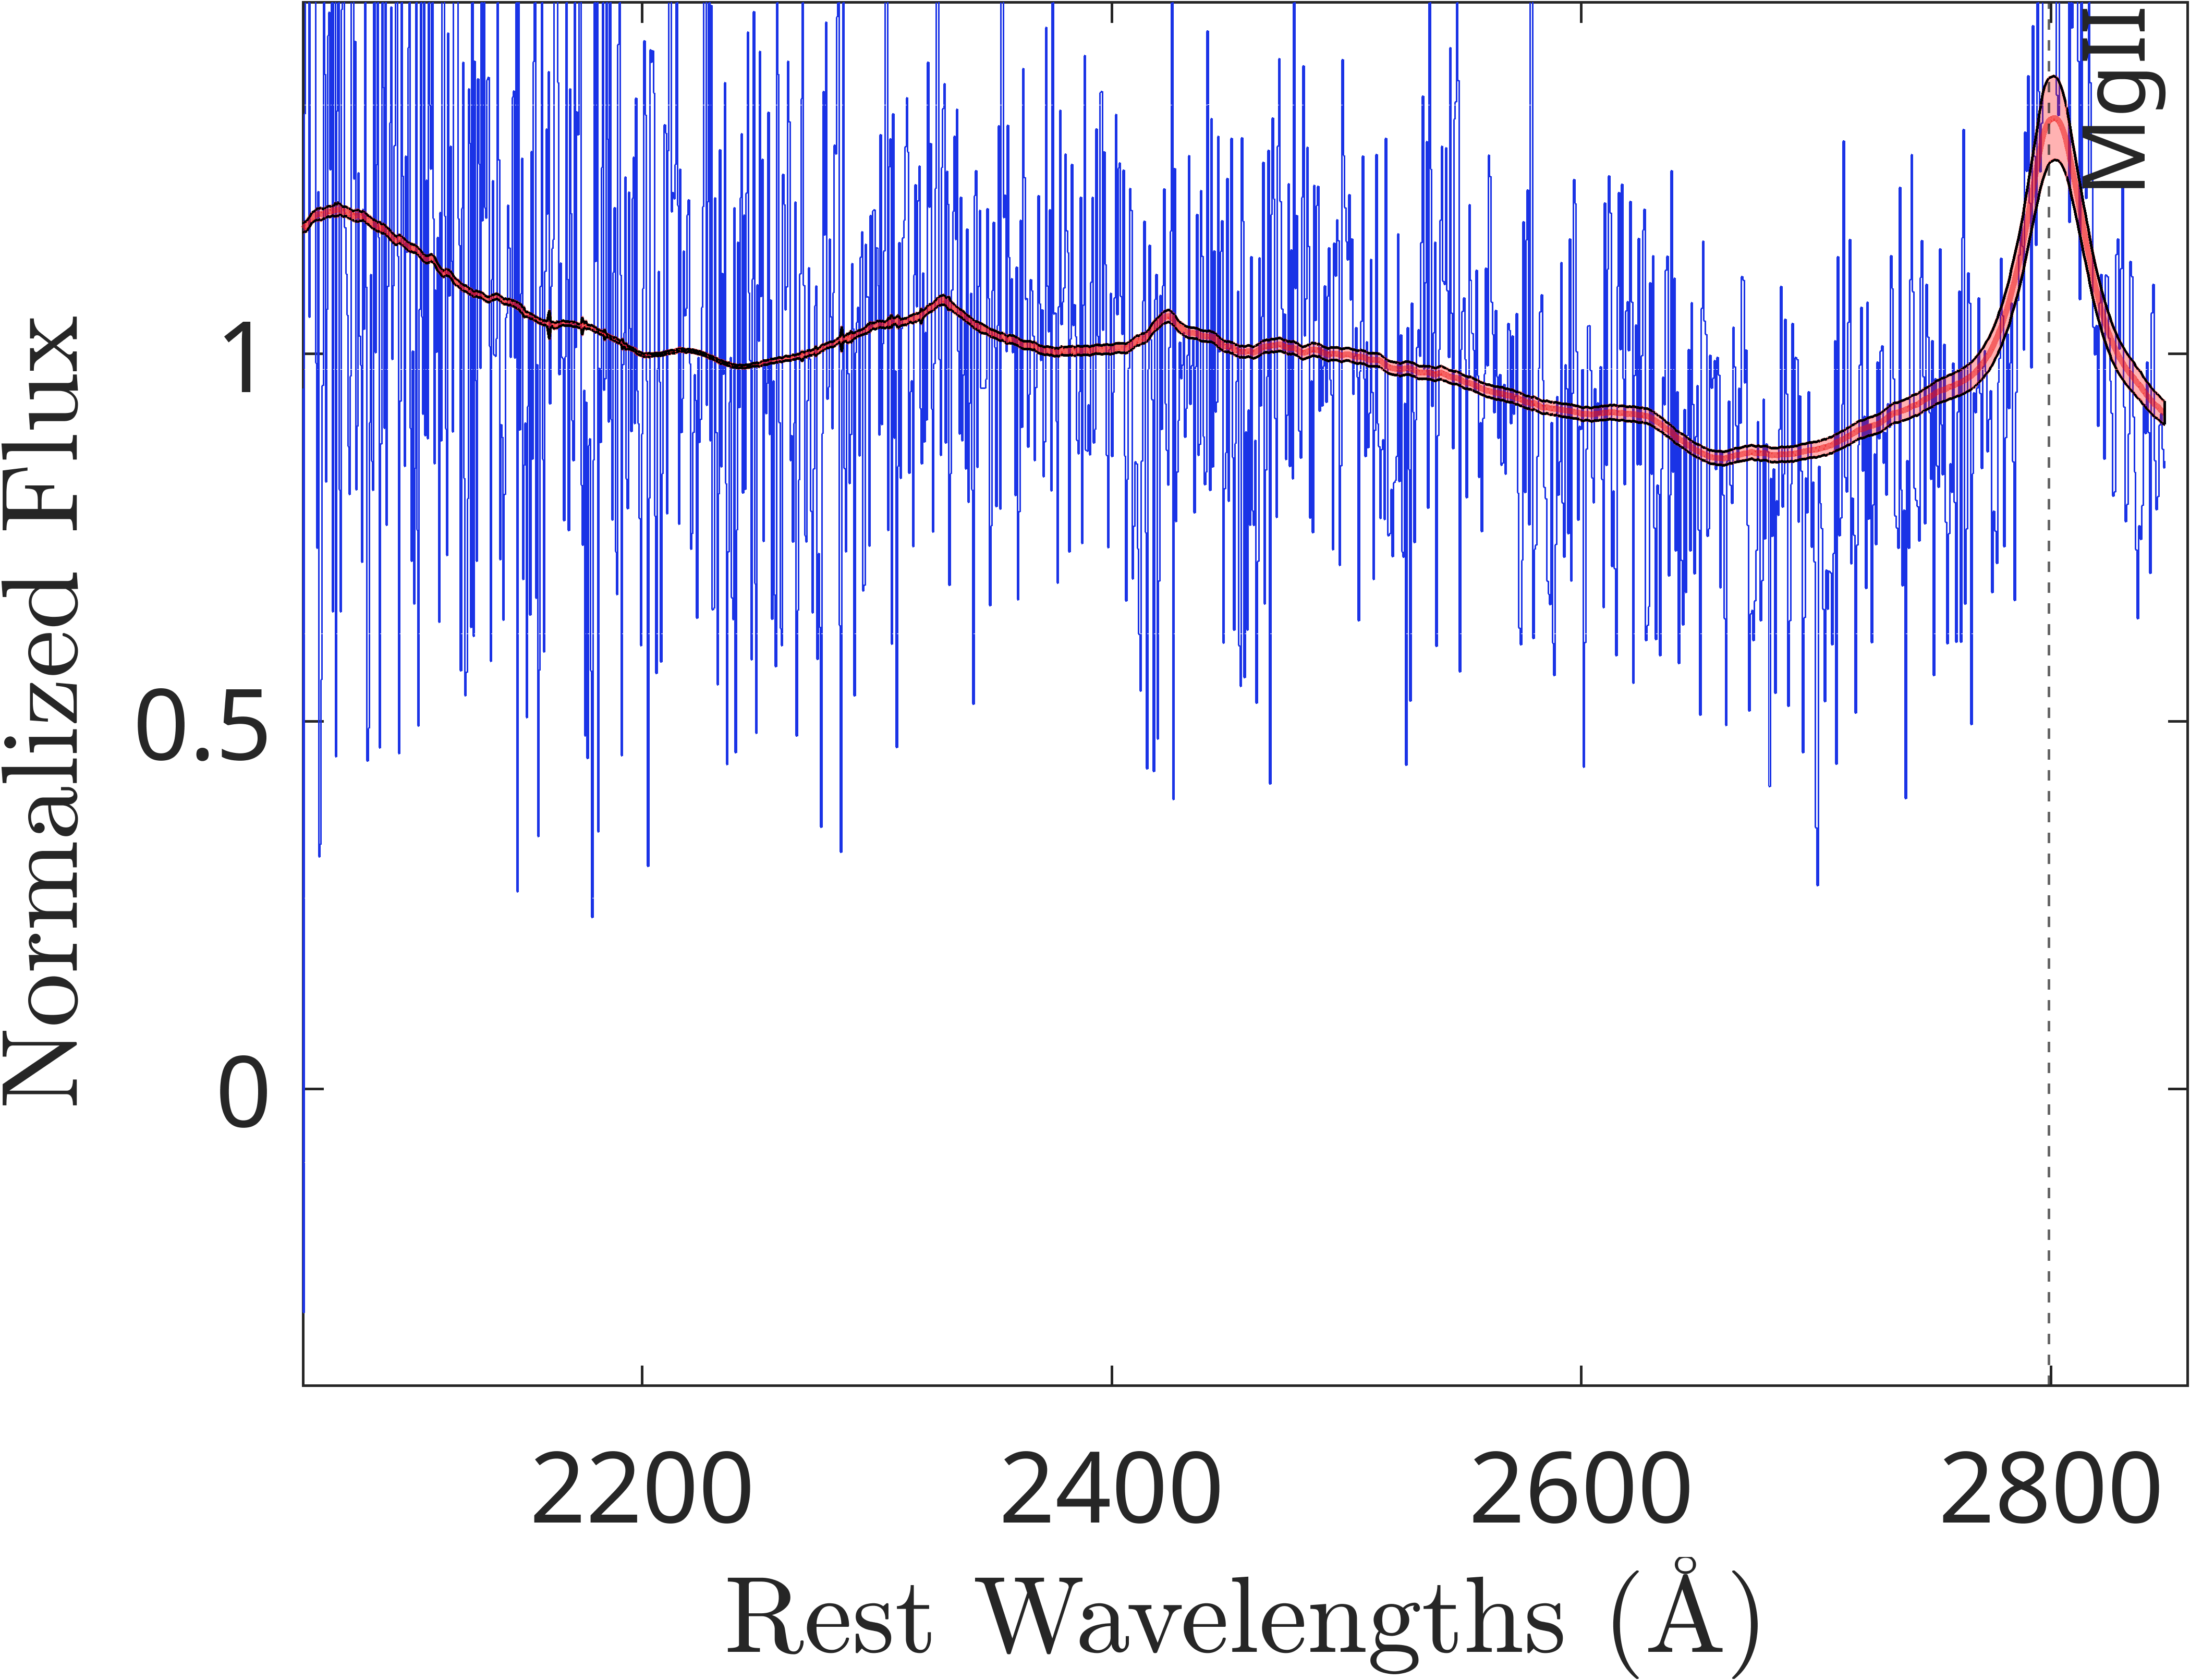 MgII
Normalized Flux
1
0.5
0
2200 2400 2600 2800
Rest Wavelengths (Å)